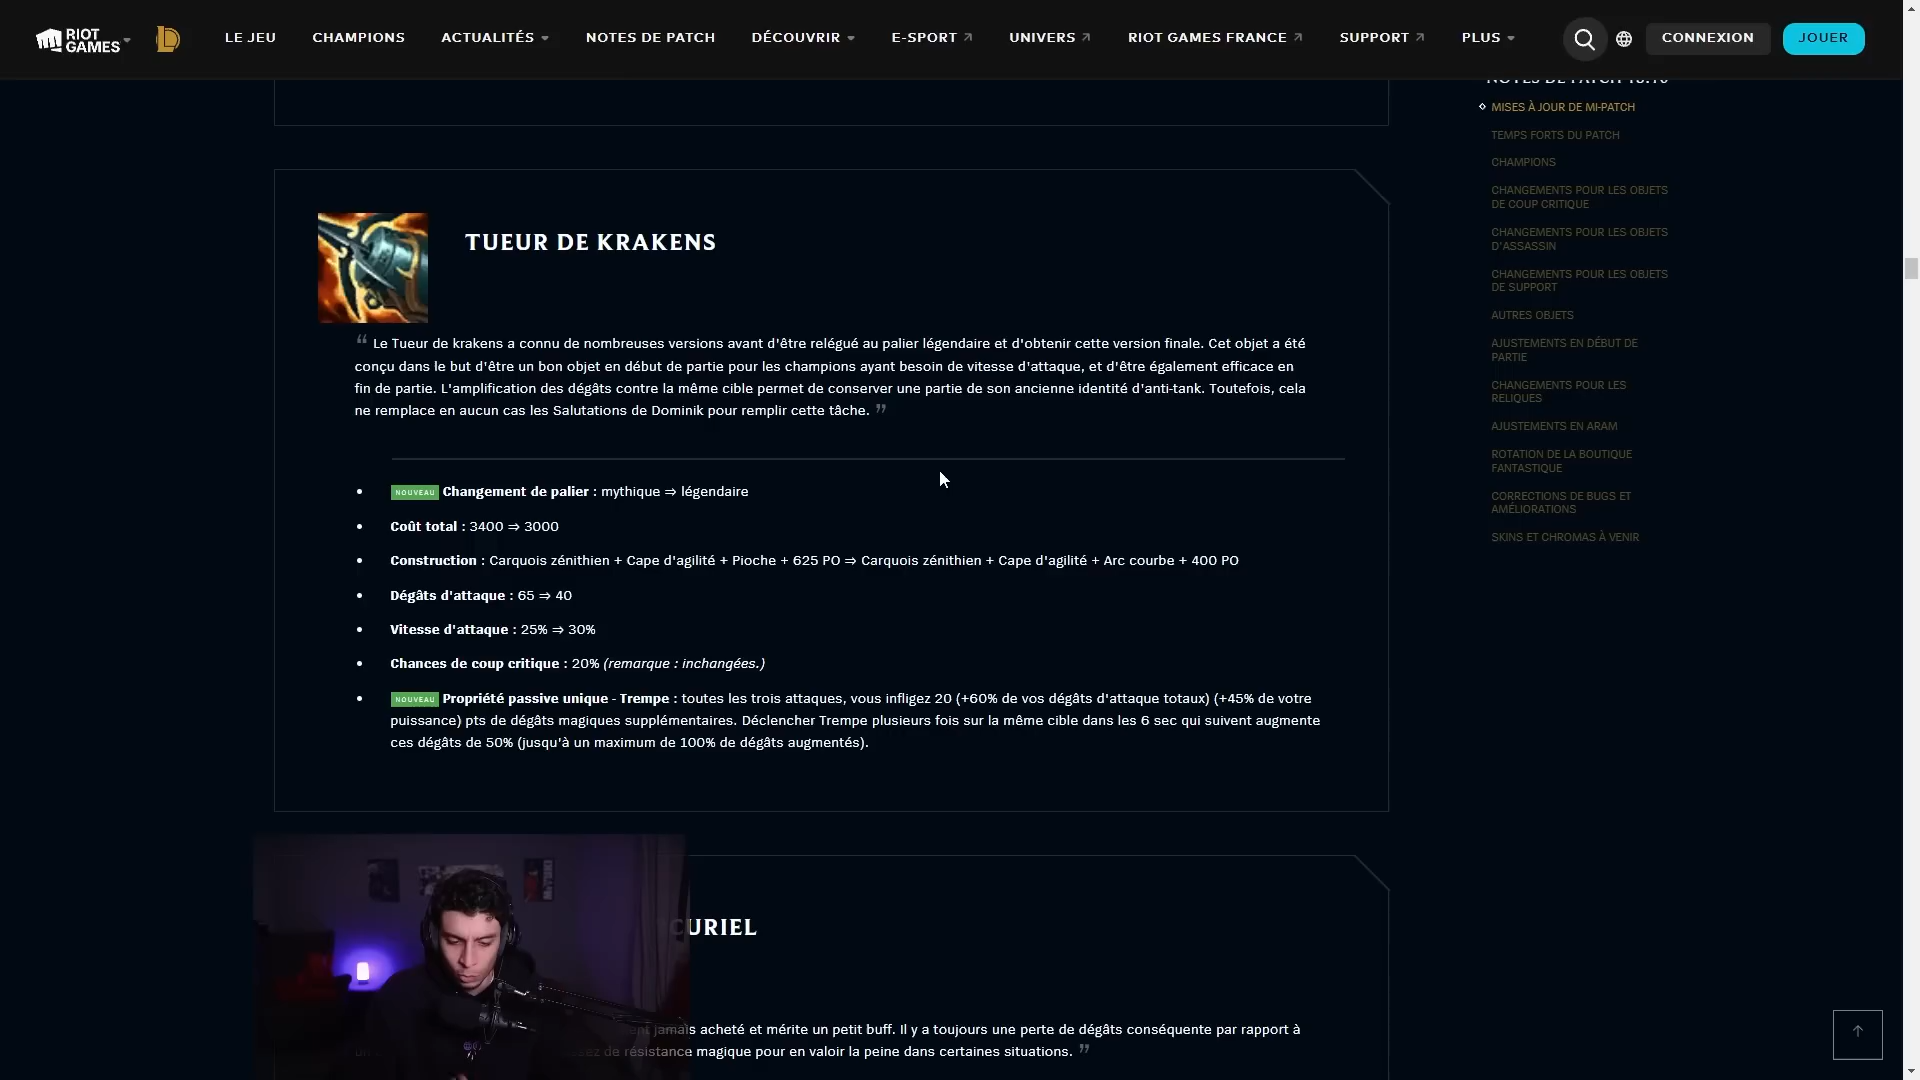 RIOT GAMES
LE JEU
CHAMPIONS
ACTUALITÉS
NOTES DE PATCH
DÉCOUVRIR
E-SPORT
UNIVERS
RIOT GAMES FRANCE
SUPPORT
PLUS
CONNEXION
JOUER
TUEUR DE KRAKENS
“ Le Tueur de krakens a connu de nombreuses versions avant d'être relégué au palier légendaire et d'obtenir cette version finale. Cet objet a été
conçu dans le but d'être un bon objet en début de partie pour les champions ayant besoin de vitesse d'attaque, et d'être également efficace en
fin de partie. L'amplification des dégâts contre la même cible permet de conserver une partie de son ancienne identité d'anti-tank. Toutefois, cela
ne remplace en aucun cas les Salutations de Dominik pour remplir cette tâche. ”
• NOUVEAU Changement de palier : mythique ⇒ légendaire
• Coût total : 3400 ⇒ 3000
• Construction : Carquois zénithien + Cape d'agilité + Pioche + 625 PO ⇒ Carquois zénithien + Cape d'agilité + Arc courbe + 400 PO
• Dégâts d'attaque : 65 ⇒ 40
• Vitesse d'attaque : 25% ⇒ 30%
• Chances de coup critique : 20% (remarque : inchangées.)
• NOUVEAU Propriété passive unique - Trempe : toutes les trois attaques, vous infligez 20 (+60% de vos dégâts d'attaque totaux) (+45% de votre
puissance) pts de dégâts magiques supplémentaires. Déclencher Trempe plusieurs fois sur la même cible dans les 6 sec qui suivent augmente
ces dégâts de 50% (jusqu'à un maximum de 100% de dégâts augmentés).
CURIEL
jamais acheté et mérite un petit buff. Il y a toujours une perte de dégâts conséquente par rapport à
de résistance magique pour en valoir la peine dans certaines situations. ”
MISES À JOUR DE MI-PATCH
TEMPS FORTS DU PATCH
CHAMPIONS
CHANGEMENTS POUR LES OBJETS
DE COUP CRITIQUE
CHANGEMENTS POUR LES OBJETS
D'ASSASSIN
CHANGEMENTS POUR LES OBJETS
DE SUPPORT
AUTRES OBJETS
AJUSTEMENTS EN DÉBUT DE
PARTIE
CHANGEMENTS POUR LES
RELIQUES
AJUSTEMENTS EN ARAM
ROTATION DE LA BOUTIQUE
FANTASTIQUE
CORRECTIONS DE BUGS ET
AMÉLIORATIONS
SKINS ET CHROMAS À VENIR